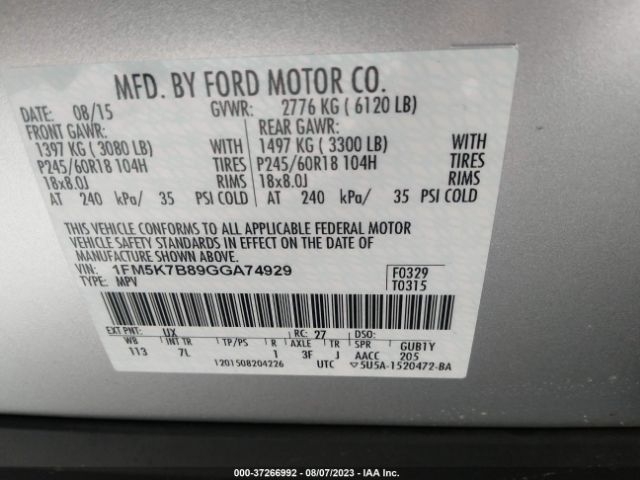 MFD. BY FORD MOTOR CO.
DATE: 08/15 GVWR: 2776 KG ( 6120 LB)
FRONT GAWR: REAR GAWR:
1397 KG ( 3080 LB) WITH 1497 KG ( 3300 LB) WITH
P245/60R18 104H TIRES P245/60R18 104H TIRES
18x8.0J RIMS 18x8.0J RIMS
AT 240 kPa/ 35 PSI COLD AT 240 kPa/ 35 PSI COLD
THIS VEHICLE CONFORMS TO ALL APPLICABLE FEDERAL MOTOR
VEHICLE SAFETY STANDARDS IN EFFECT ON THE DATE OF
MANUFACTURE SHOWN ABOVE.
VIN: 1FM5K7B89GGA74929 F0329
TYPE: MPV T0315
EXT PNT: UX RC: 27 DSO:
WB INT TR TP/PS R AXLE TR SPR GUB1Y
113 7L 1 3F J AACC 205
1201508204226 UTC ▽5U5A-1520472-BA
000-37266992 - 08/07/2023 - IAA Inc.